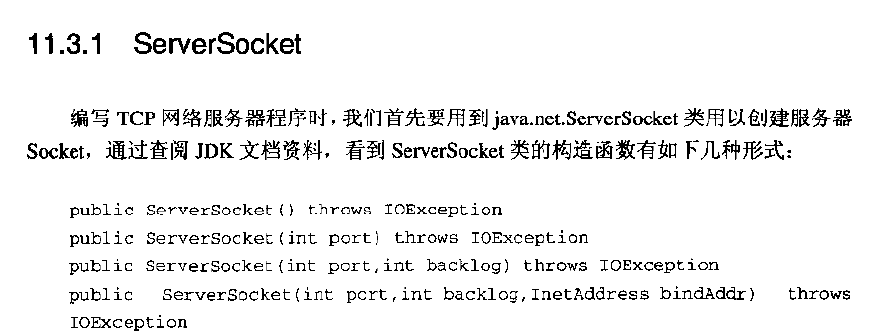 11.3.1 ServerSocket
编写 TCP 网络服务器程序时，我们首先要用到 java.net.ServerSocket 类用以创建服务器
Socket，通过查阅 JDK 文档资料，看到 ServerSocket 类的构造函数有如下几种形式：
public ServerSocket() throws IOException
public ServerSocket(int port) throws IOException
public ServerSocket(int port,int backlog) throws IOException
public ServerSocket(int port,int backlog,InetAddress bindAddr) throws
IOException